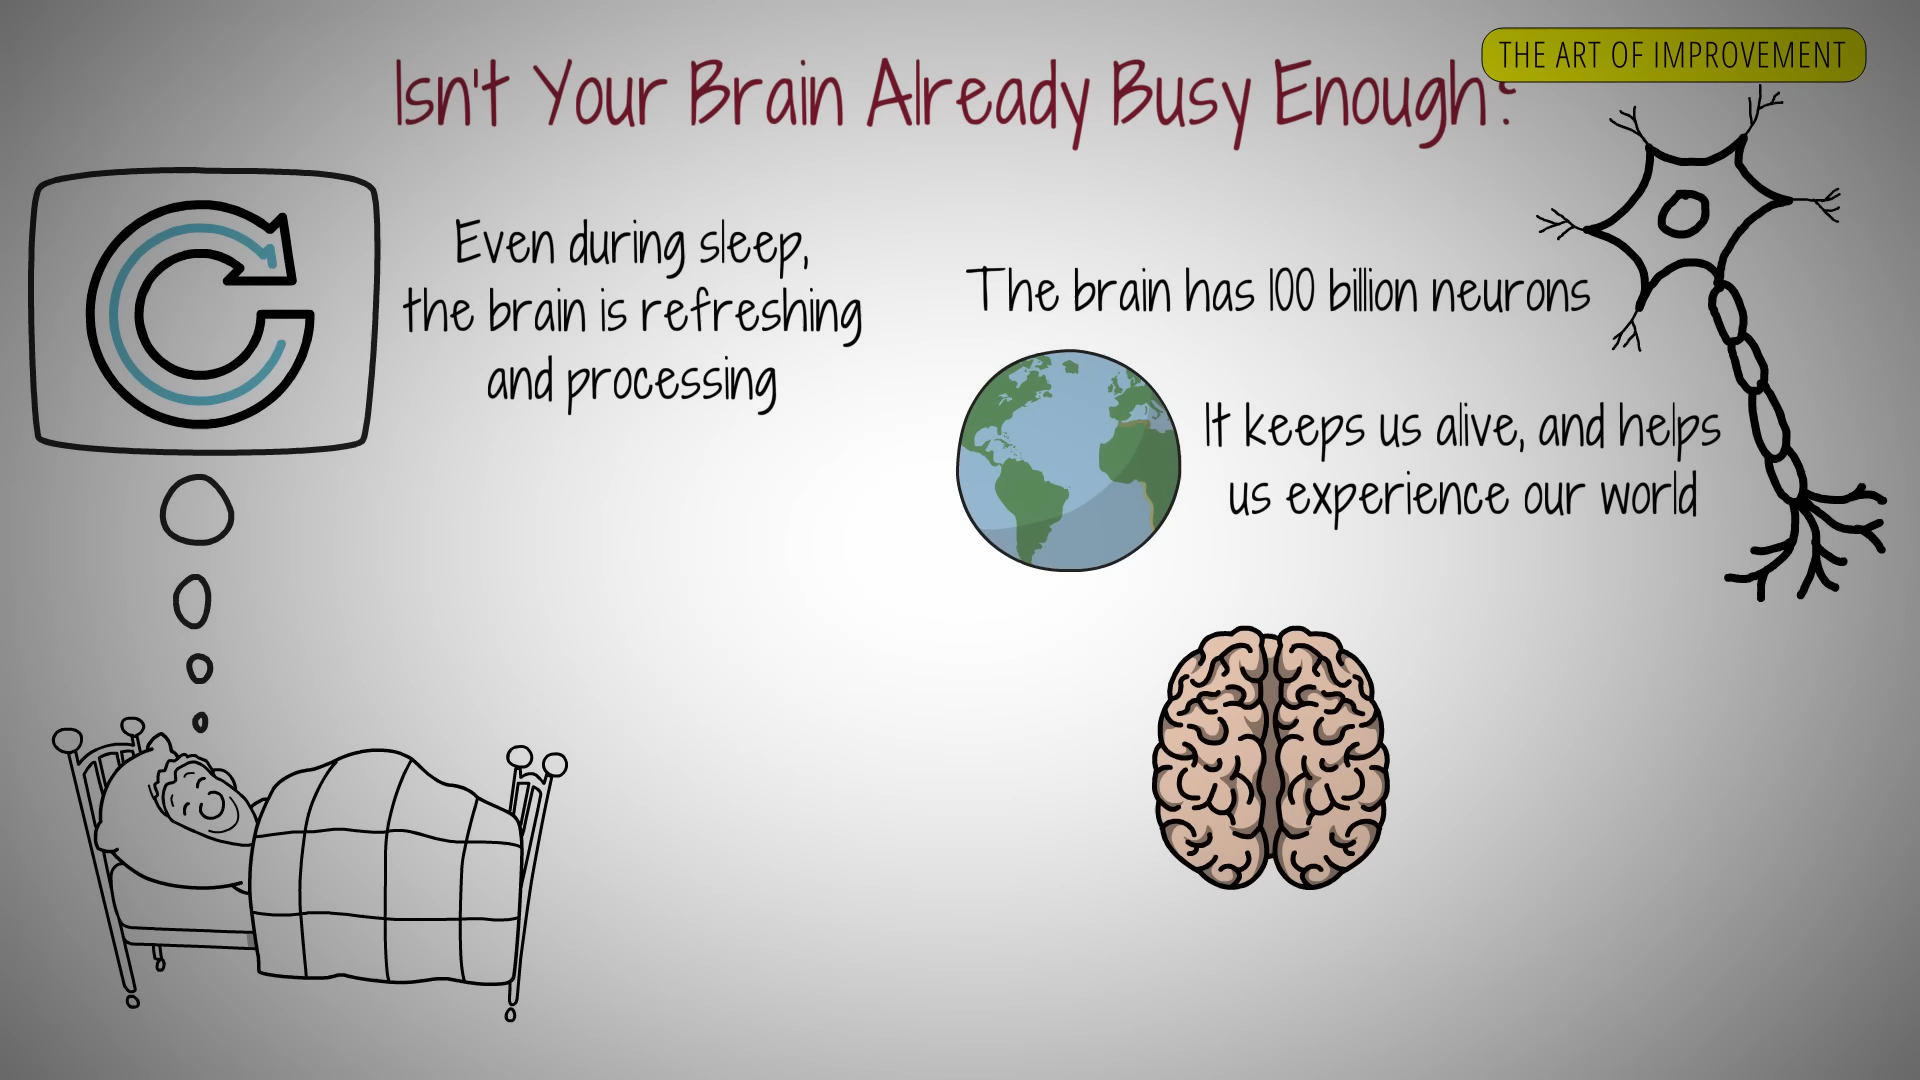 THE ART OF IMPROVEMENT
Isn't Your Brain Already Busy Enough?
Even during sleep,
the brain is refreshing
and processing
The brain has 100 billion neurons
It keeps us alive, and helps
us experience our world